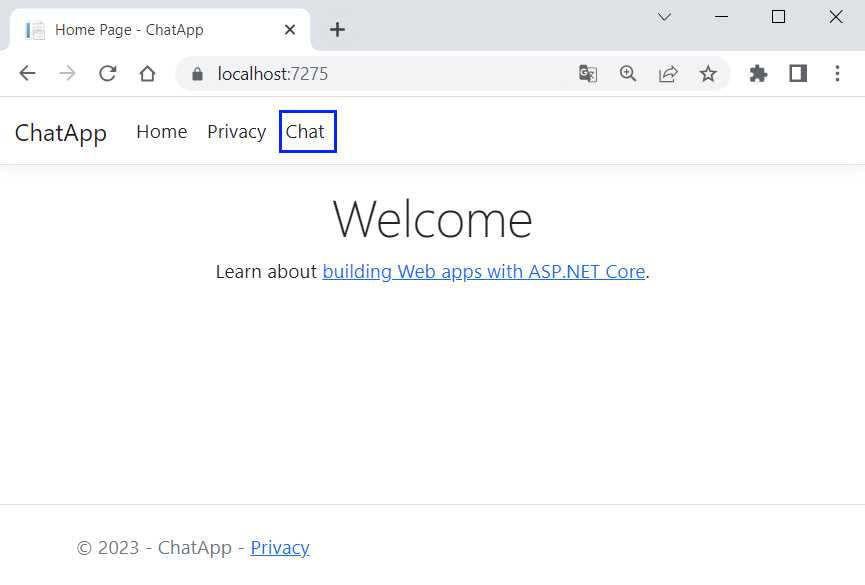 Home Page - ChatApp
localhost:7275
ChatApp Home Privacy Chat
Welcome
Learn about building Web apps with ASP.NET Core.
© 2023 - ChatApp - Privacy